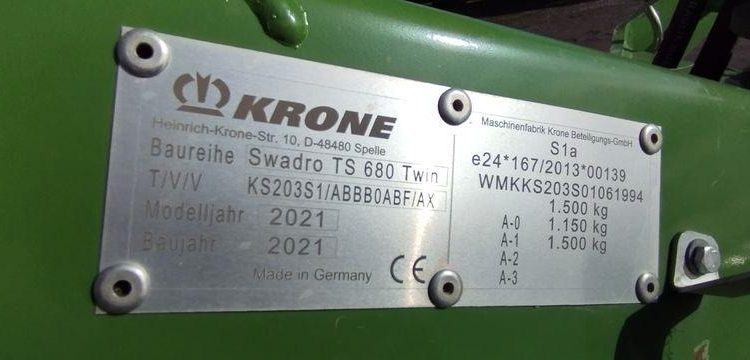 KRONE
Heinrich-Krone-Str. 10, D-48480 Spelle
Baureihe Swadro TS 680 Twin
T/V/V KS203S1/ABBB0ABF/AX
Modelljahr 2021
Baujahr 2021
Made in Germany CE
Maschinenfabrik Krone Beteiligungs-GmbH
S1a
e24*167/2013*00139
WMKKS203S01061994
1.500 kg
A-0 1.150 kg
A-1 1.500 kg
A-2
A-3